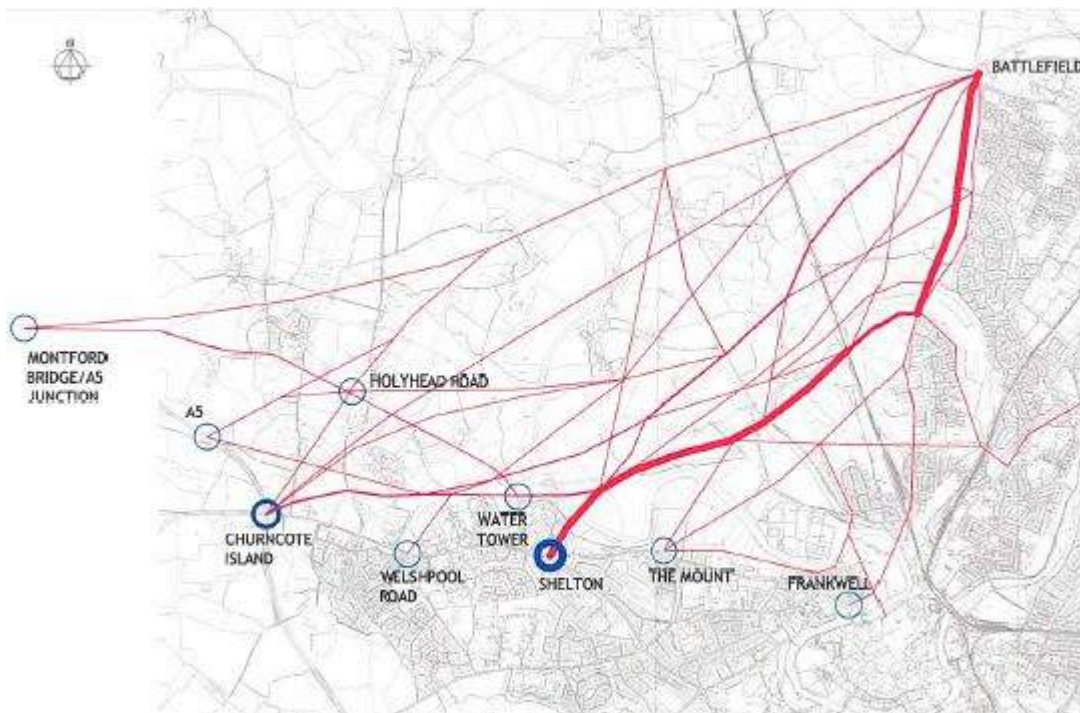 BATTLEFIELD
MONTFORD
BRIDGE/A5
JUNCTION
HOLYHEAD ROAD
A5
CHURNCOTE
ISLAND
WELSHPOOL
ROAD
WATER
TOWER
SHELTON
THE MOUNT
FRANKWELL